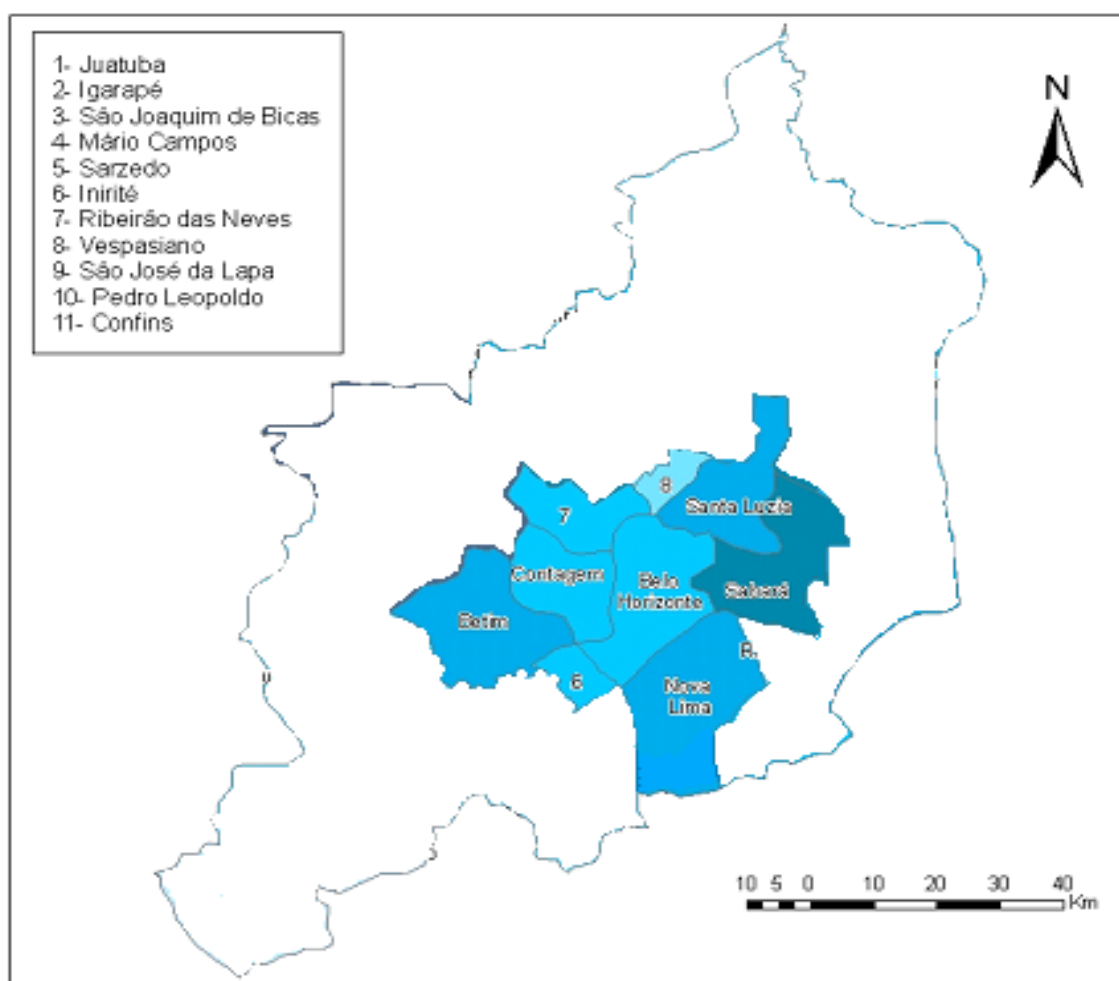 1- Juatuba
2- Igarapé
3- São Joaquim de Bicas
4- Mário Campos
5- Sarzedo
6- Inirité
7- Ribeirão das Neves
8- Vespasiano
9- São José da Lapa
10- Pedro Leopoldo
11- Confins
N
8
Santa Luzia
7
Contagem
Belo
Horizonte
Sabará
Betim
R.
6
Nova
Lima
10 5 0 10 20 30 40
Km